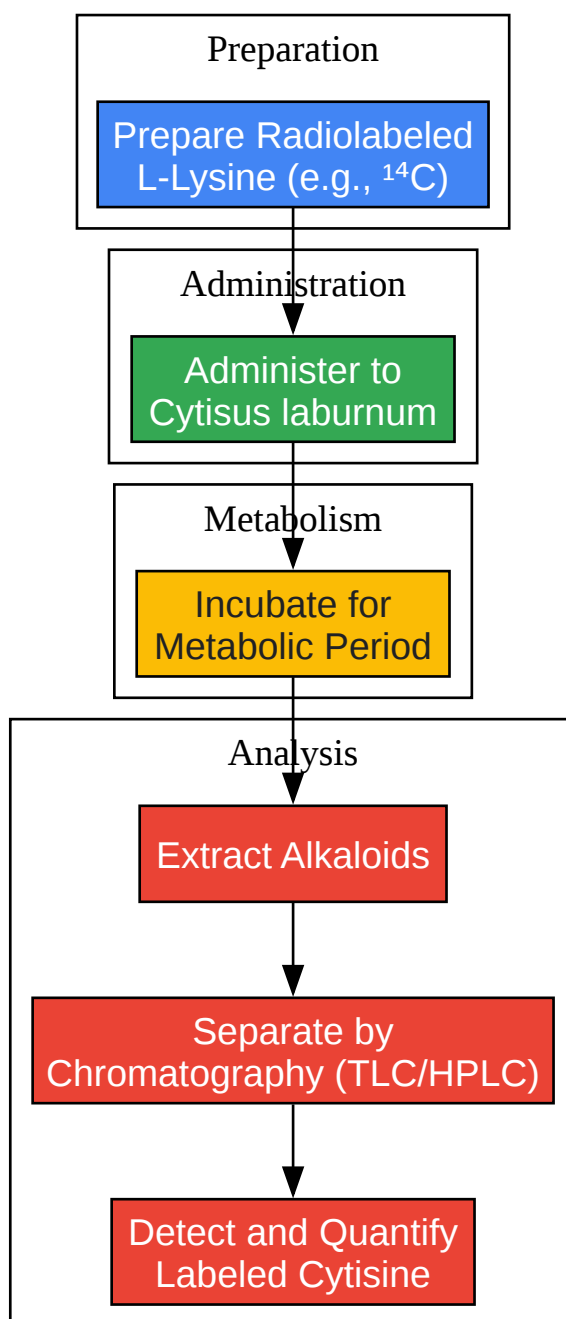 Preparation
Prepare Radiolabeled
L-Lysine (e.g., ¹⁴C)
Administration
Administer to
Cytisus laburnum
Metabolism
Incubate for
Metabolic Period
Analysis
Extract Alkaloids
Separate by
Chromatography (TLC/HPLC)
Detect and Quantify
Labeled Cytisine